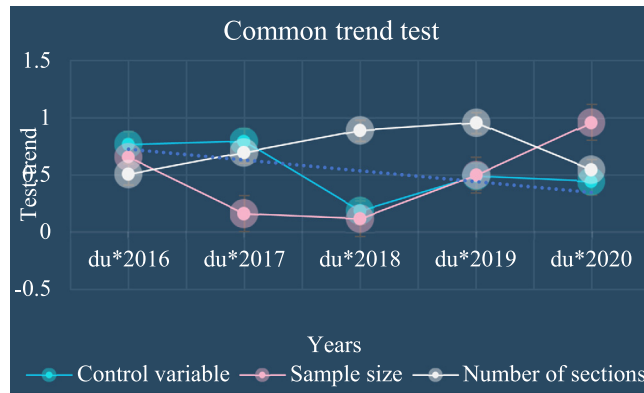 Common trend test
1.5
1
0.5
0
-0.5
Test trend
du*2016 du*2017 du*2018 du*2019 du*2020
Years
Control variable Sample size Number of sections